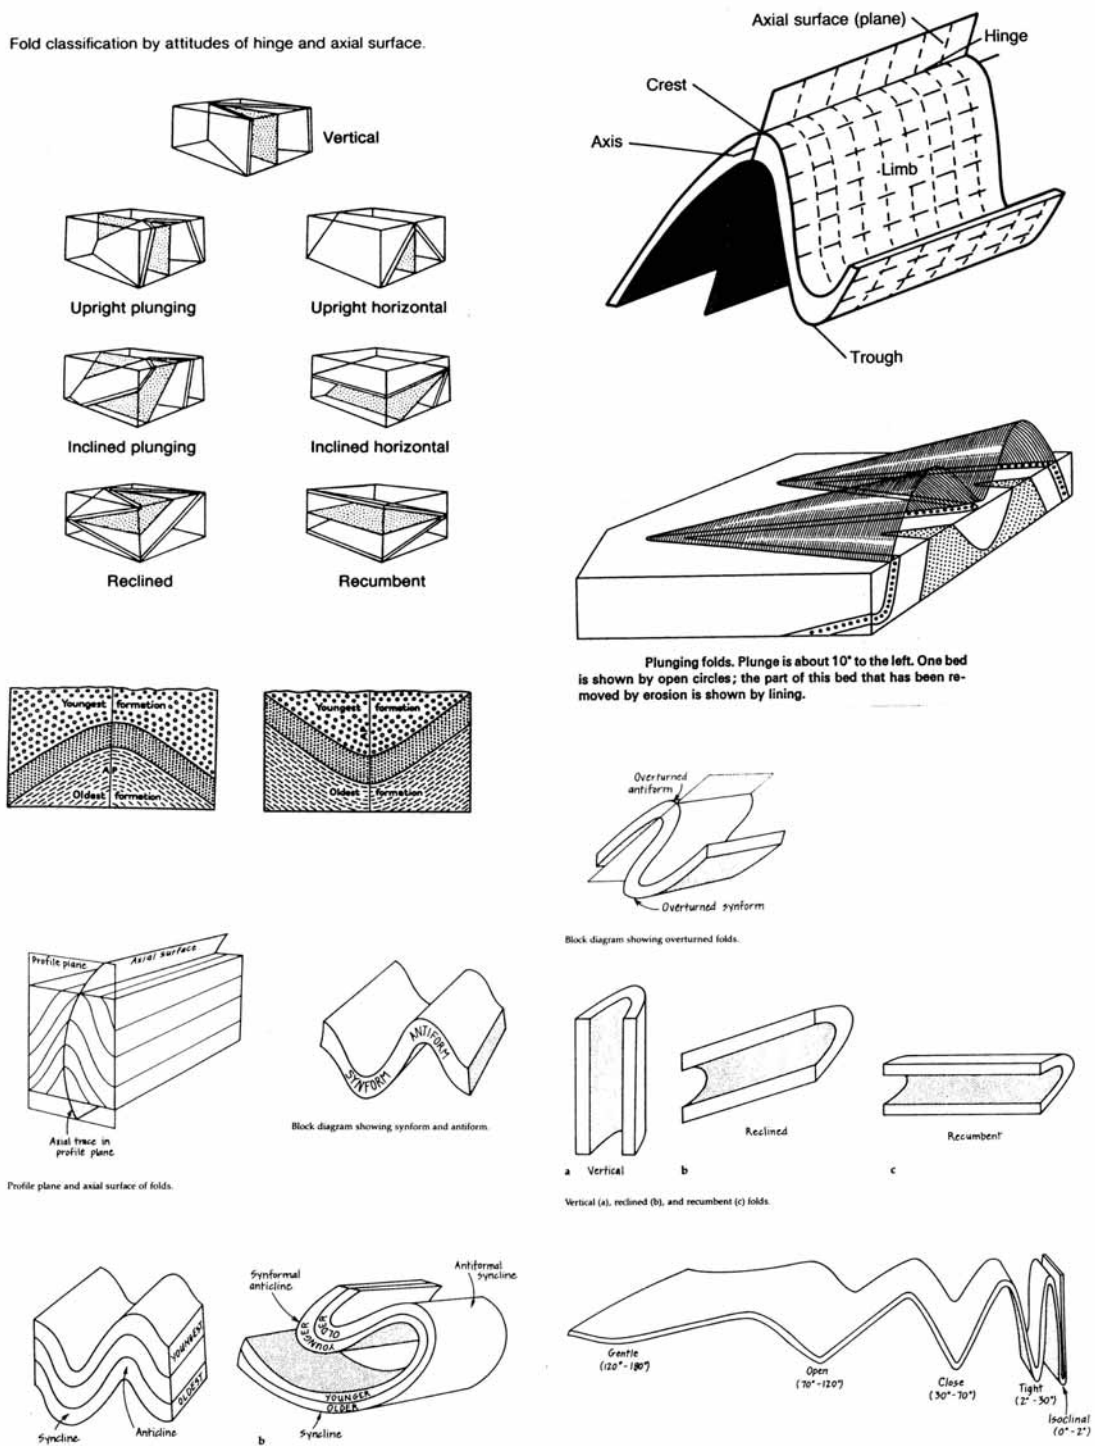 Fold classification by attitudes of hinge and axial surface.
Vertical
Upright plunging
Upright horizontal
Inclined plunging
Inclined horizontal
Reclined
Recumbent
Axial surface (plane)
Hinge
Crest
Axis
Limb
Trough
Plunging folds. Plunge is about 10° to the left. One bed
is shown by open circles; the part of this bed that has been re-
moved by erosion is shown by lining.
Youngest formation
Oldest formation
Youngest formation
Oldest formation
Overturned
antiform
Overturned synform
Block diagram showing overturned folds.
Profile plane
Axial surface
Axial trace in
profile plane
Profile plane and axial surface of folds.
SYNFORM
ANTIFORM
Block diagram showing synform and antiform.
a Vertical
b
Reclined
c
Recumbent
Vertical (a), reclined (b), and recumbent (c) folds.
YOUNGEST
OLDEST
Syncline
Anticline
Synformal
anticline
Antiformal
syncline
OLDER
YOUNGER
YOUNGER
OLDER
Syncline
b
Gentle
(120°-180°)
Open
(70°-120°)
Close
(30°-70°)
Tight
(2°-30°)
Isoclinal
(0°-2°)